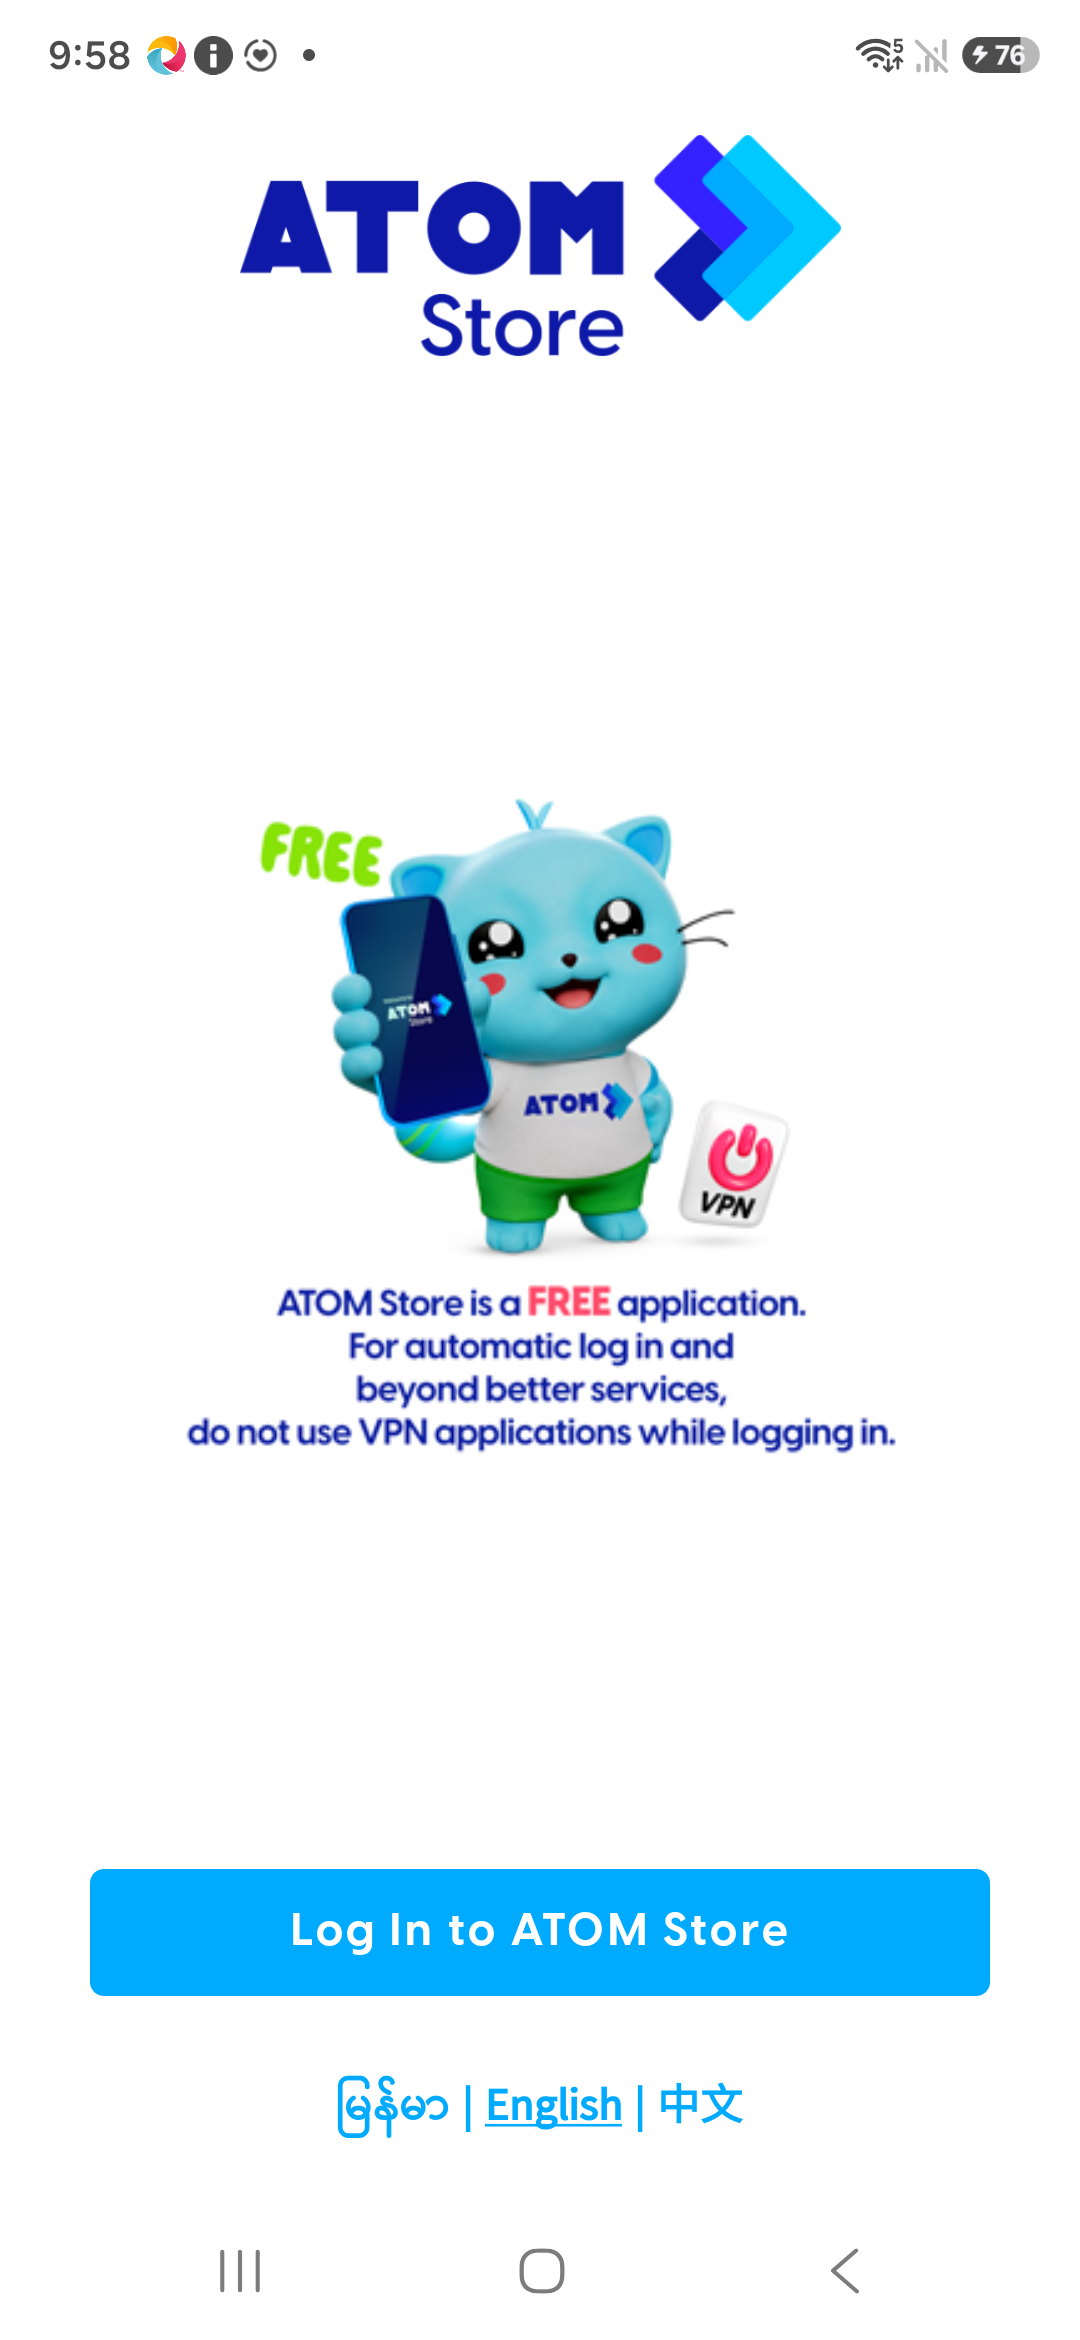 9:58
5
76
ATOM
Store
FREE
ATOM
Store
ATOM
VPN
ATOM Store is a FREE application.
For automatic log in and
beyond better services,
do not use VPN applications while logging in.
Log In to ATOM Store
မြန်မာ | English | 中文